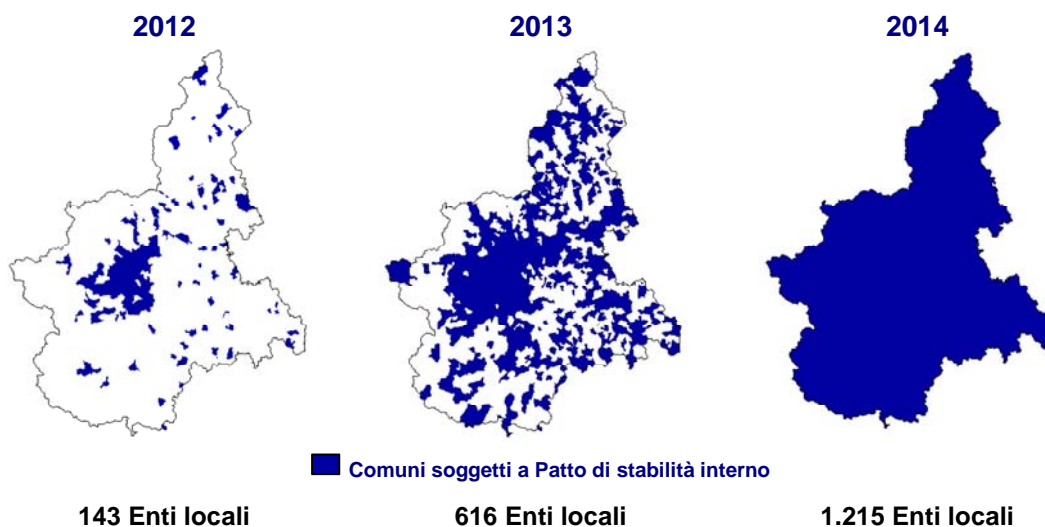 2012
2013
2014
Comuni soggetti a Patto di stabilità interno
143 Enti locali
616 Enti locali
1.215 Enti locali